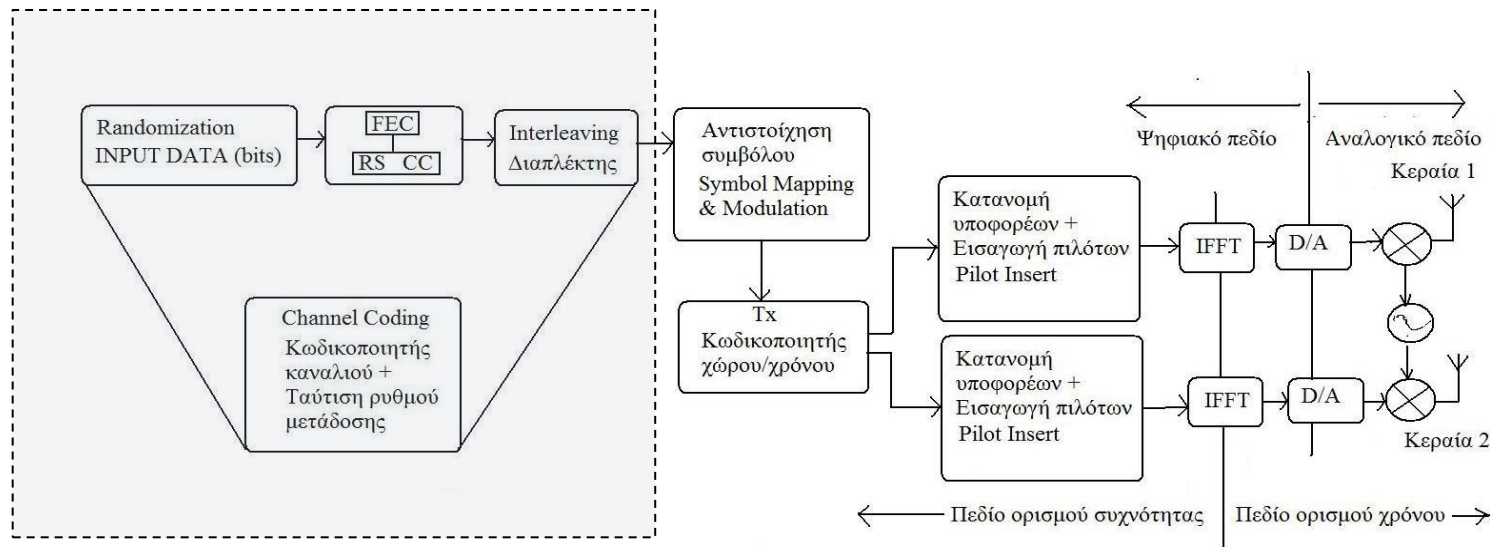 Randomization
INPUT DATA (bits)
FEC
RS CC
Interleaving
Διαπλέκτης
Channel Coding
Κωδικοποιητής
καναλιού +
Ταύτιση ρυθμού
μετάδοσης
Αντιστοίχηση
συμβόλου
Symbol Mapping
& Modulation
Tx
Κωδικοποιητής
χώρου/χρόνου
Κατανομή
υποφορέων +
Εισαγωγή πιλότων
Pilot Insert
Κατανομή
υποφορέων +
Εισαγωγή πιλότων
Pilot Insert
Ψηφιακό πεδίο
Αναλογικό πεδίο
Κεραία 1
IFFT
D/A
IFFT
D/A
Κεραία 2
Πεδίο ορισμού συχνότητας
Πεδίο ορισμού χρόνου